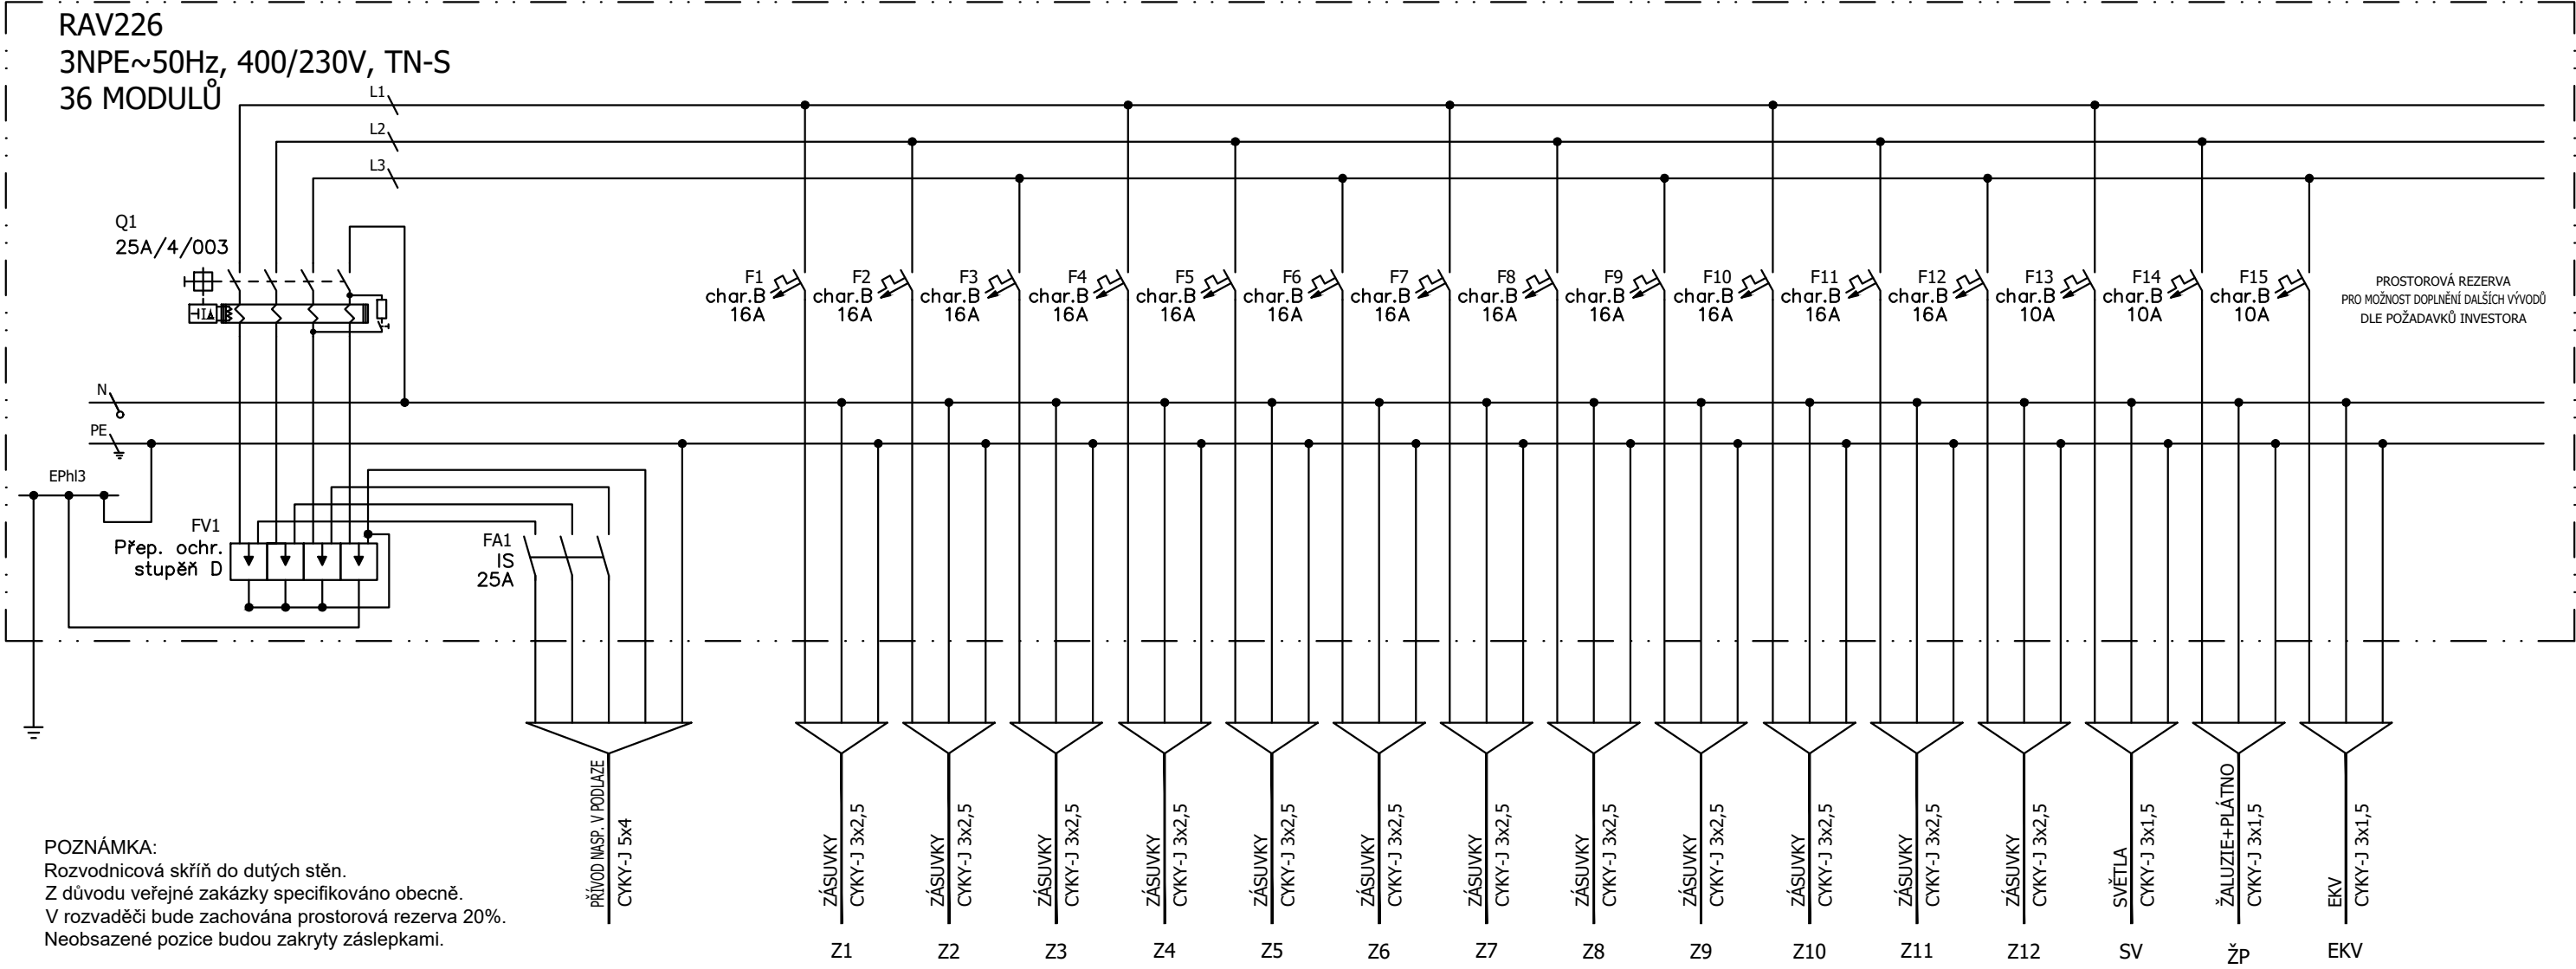 RAV226
3NPE~50Hz, 400/230V, TN-S
36 MODULŮ
L1
L2
L3
Q1
25A/4/003
N
PE
EPhl3
FV1
Přep. ochr.
stupěň D
FA1
IS
25A
F1
char.B
16A
F2
char.B
16A
F3
char.B
16A
F4
char.B
16A
F5
char.B
16A
F6
char.B
16A
F7
char.B
16A
F8
char.B
16A
F9
char.B
16A
F10
char.B
16A
F11
char.B
16A
F12
char.B
16A
F13
char.B
10A
F14
char.B
10A
F15
char.B
10A
PROSTOROVÁ REZERVA
PRO MOŽNOST DOPLNĚNÍ DALŠÍCH VÝVODŮ
DLE POŽADAVKŮ INVESTORA
PŘÍVOD NASP. V PODLAZE
CYKY-J 5x4
ZÁSUVKY
CYKY-J 3x2,5
Z1
ZÁSUVKY
CYKY-J 3x2,5
Z2
ZÁSUVKY
CYKY-J 3x2,5
Z3
ZÁSUVKY
CYKY-J 3x2,5
Z4
ZÁSUVKY
CYKY-J 3x2,5
Z5
ZÁSUVKY
CYKY-J 3x2,5
Z6
ZÁSUVKY
CYKY-J 3x2,5
Z7
ZÁSUVKY
CYKY-J 3x2,5
Z8
ZÁSUVKY
CYKY-J 3x2,5
Z9
ZÁSUVKY
CYKY-J 3x2,5
Z10
ZÁSUVKY
CYKY-J 3x2,5
Z11
ZÁSUVKY
CYKY-J 3x2,5
Z12
SVĚTLA
CYKY-J 3x1,5
SV
ŽALUZIE+PLÁTNO
CYKY-J 3x1,5
ŽP
EKV
CYKY-J 3x1,5
EKV
POZNÁMKA:
Rozvodnicová skříň do dutých stěn.
Z důvodu veřejné zakázky specifikováno obecně.
V rozvaděči bude zachována prostorová rezerva 20%.
Neobsazené pozice budou zakryty záslepkami.